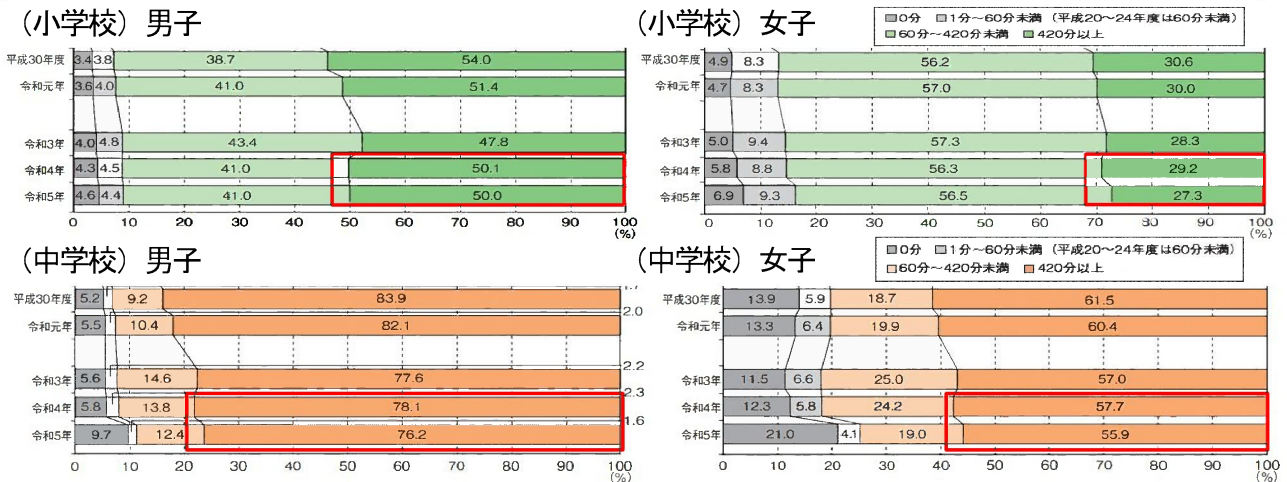 （小学校）男子
平成30年度 3.4 3.8 38.7 54.0
令和元年 3.6 4.0 41.0 51.4
令和3年 4.0 4.8 43.4 47.8
令和4年 4.3 4.5 41.0 50.1
令和5年 4.6 4.4 41.0 50.0
0 10 20 30 40 50 60 70 80 90 100
(%)
（小学校）女子
0分 1分～60分未満（平成20～24年度は60分未満）
60分～420分未満 420分以上
平成30年度 4.9 8.3 56.2 30.6
令和元年 4.7 8.3 57.0 30.0
令和3年 5.0 9.4 57.3 28.3
令和4年 5.8 8.8 56.3 29.2
令和5年 6.9 9.3 56.5 27.3
0 10 20 30 40 50 60 70 80 90 100
(%)
（中学校）男子
1.7
平成30年度 5.2 9.2 83.9
2.0
令和元年 5.5 10.4 82.1
2.2
令和3年 5.6 14.6 77.6
2.3
令和4年 5.8 13.8 78.1
1.6
令和5年 9.7 12.4 76.2
0 10 20 30 40 50 60 70 80 90 100
(%)
（中学校）女子
0分 1分～60分未満（平成20～24年度は60分未満）
60分～420分未満 420分以上
平成30年度 13.9 5.9 18.7 61.5
令和元年 13.3 6.4 19.9 60.4
令和3年 11.5 6.6 25.0 57.0
令和4年 12.3 5.8 24.2 57.7
令和5年 21.0 4.1 19.0 55.9
0 10 20 30 40 50 60 70 80 90 100
(%)